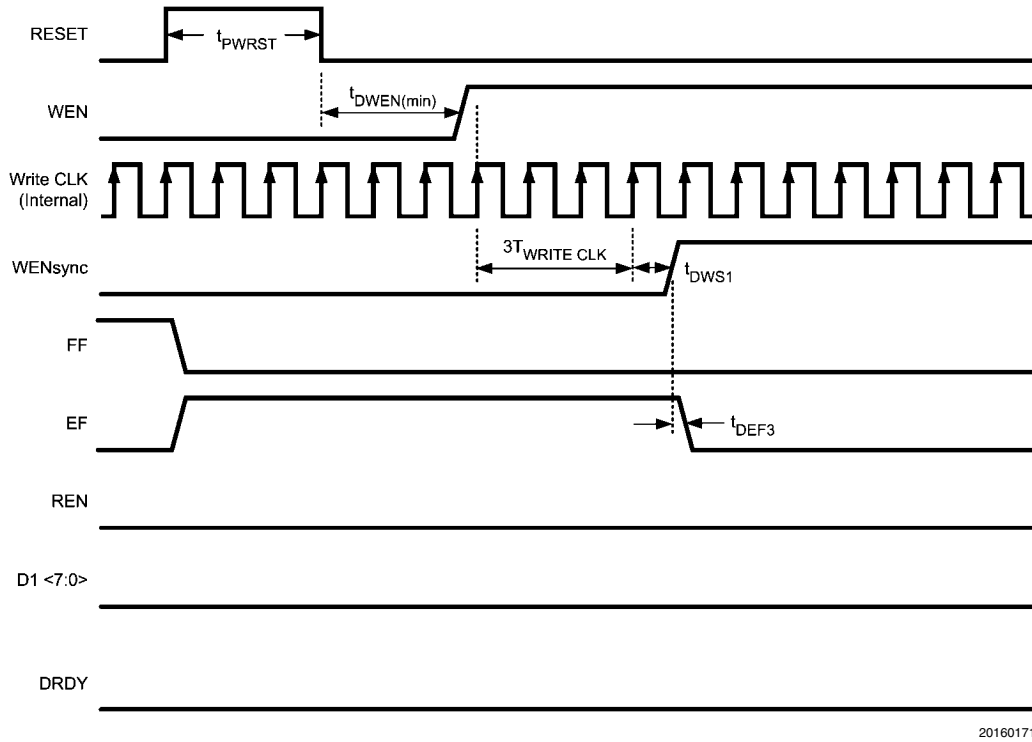 RESET
tPWRST
tDWEN(min)
WEN
Write CLK
(Internal)
3TWRITE CLK
WENsync
tDWS1
FF
EF
tDEF3
REN
D1 <7:0>
DRDY
20160171